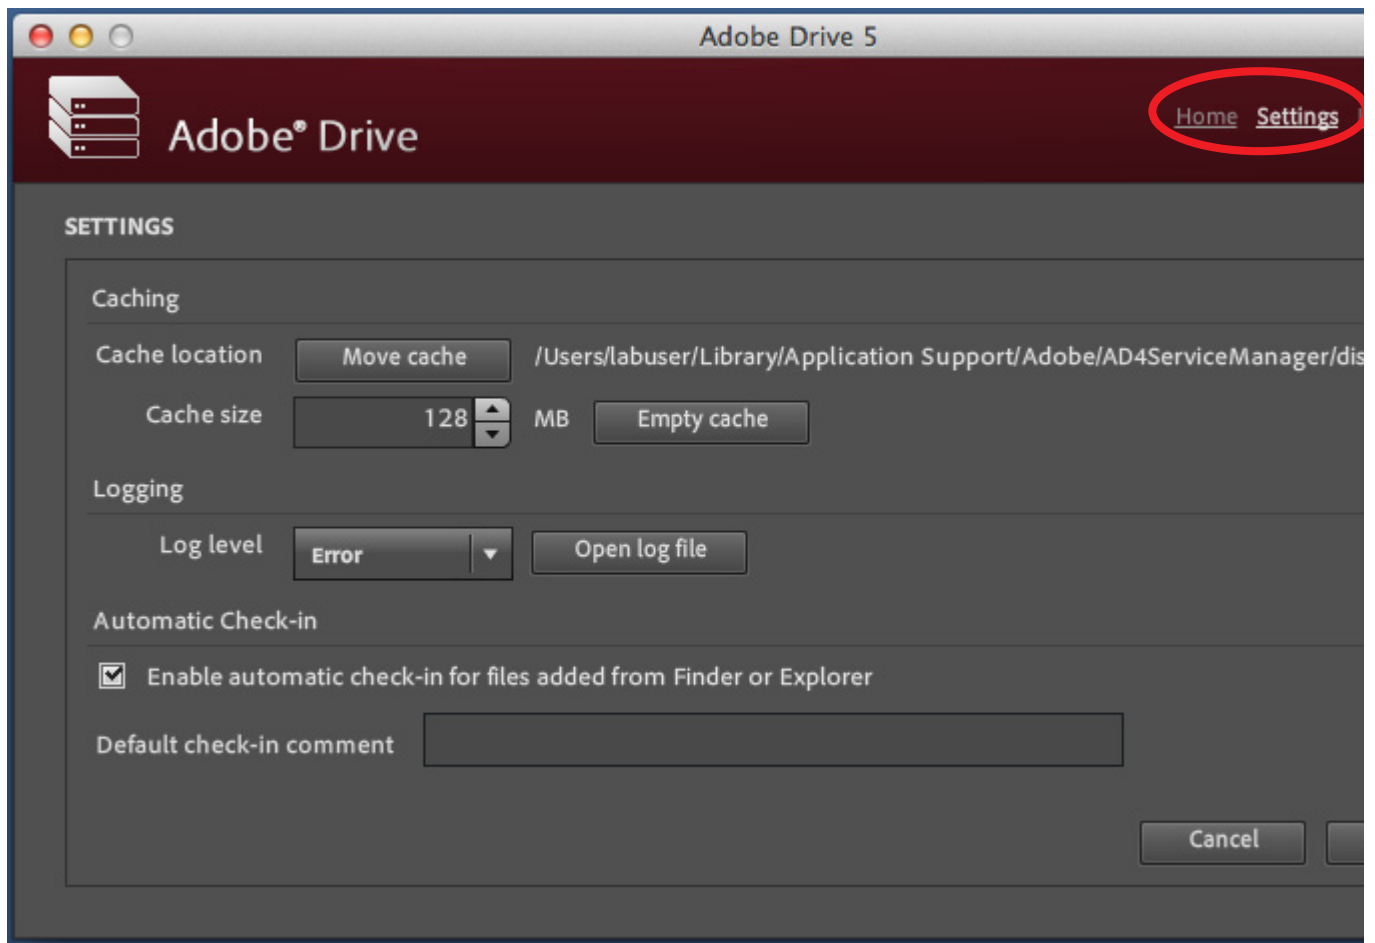 Adobe Drive 5
Adobe® Drive
Home Settings
SETTINGS
Caching
Cache location Move cache /Users/labuser/Library/Application Support/Adobe/AD4ServiceManager/dis
Cache size 128 MB Empty cache
Logging
Log level Error Open log file
Automatic Check-in
Enable automatic check-in for files added from Finder or Explorer
Default check-in comment
Cancel